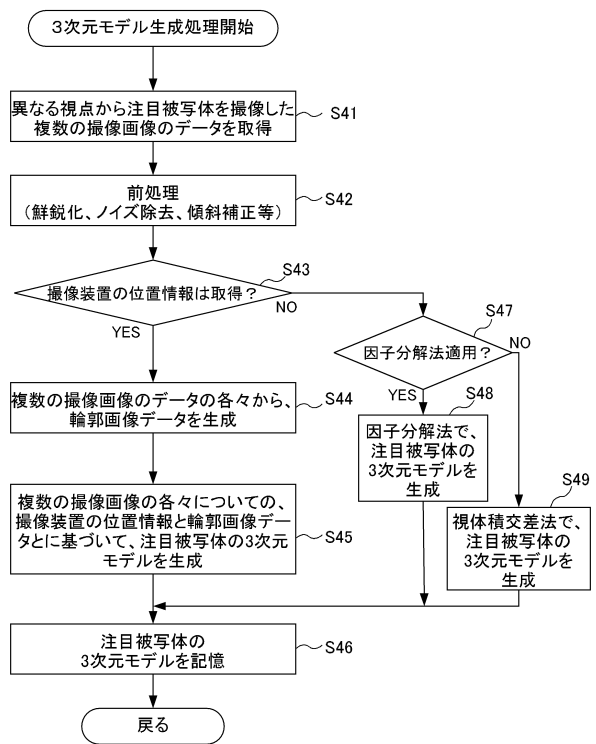 3次元モデル生成処理開始
異なる視点から注目被写体を撮像した
複数の撮像画像のデータを取得
S41
前処理
(鮮鋭化、ノイズ除去、傾斜補正等)
S42
撮像装置の位置情報は取得?
S43
NO
YES
因子分解法適用?
S47
NO
YES
複数の撮像画像のデータの各々から、
輪郭画像データを生成
S44
因子分解法で、
注目被写体の
3次元モデルを
生成
S48
複数の撮像画像の各々についての、
撮像装置の位置情報と輪郭画像デー
タとに基づいて、注目被写体の3次元
モデルを生成
S45
視体積交差法で、
注目被写体の
3次元モデルを
生成
S49
注目被写体の
3次元モデルを記憶
S46
戻る